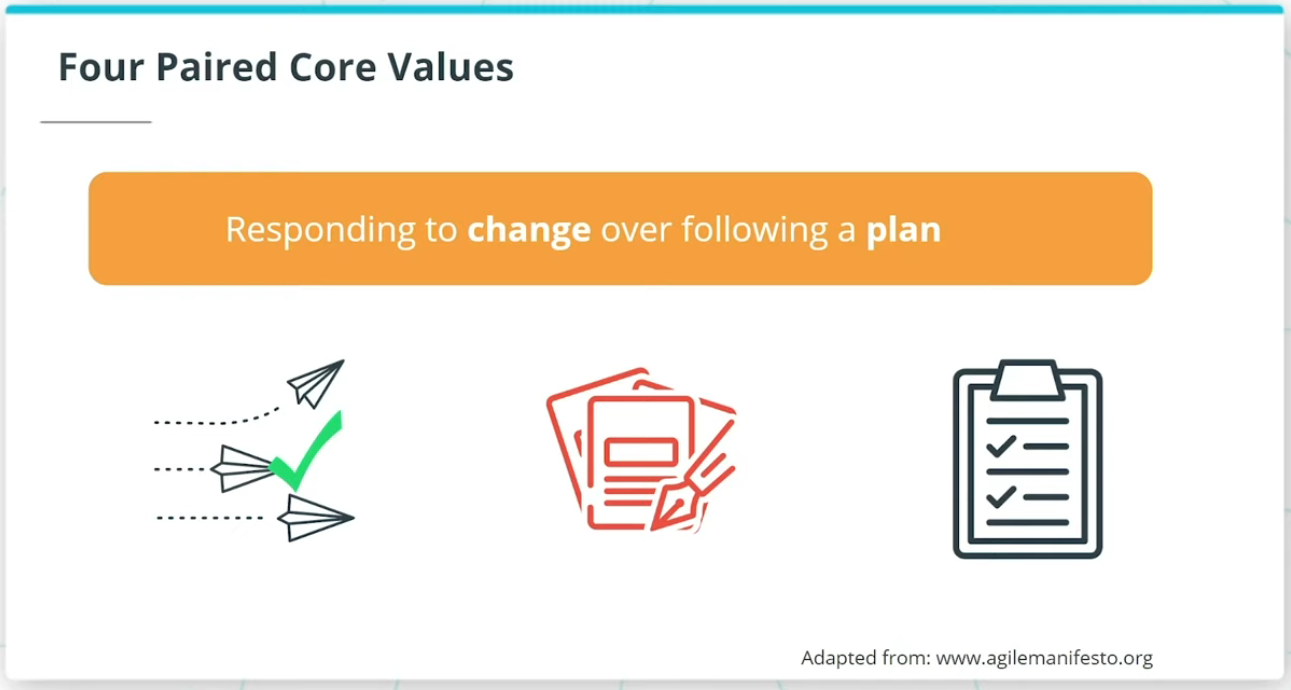 Four Paired Core Values
Responding to change over following a plan
Adapted from: www.agilemanifesto.org